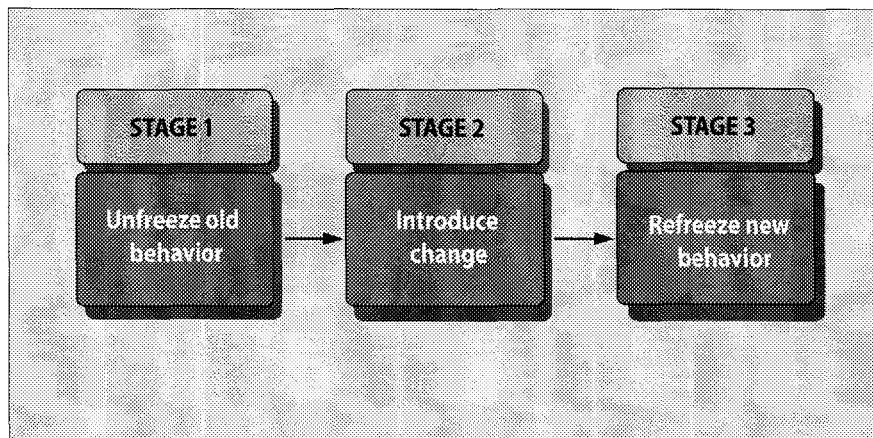 STAGE 1
Unfreeze old
behavior
STAGE 2
Introduce
change
STAGE 3
Refreeze new
behavior